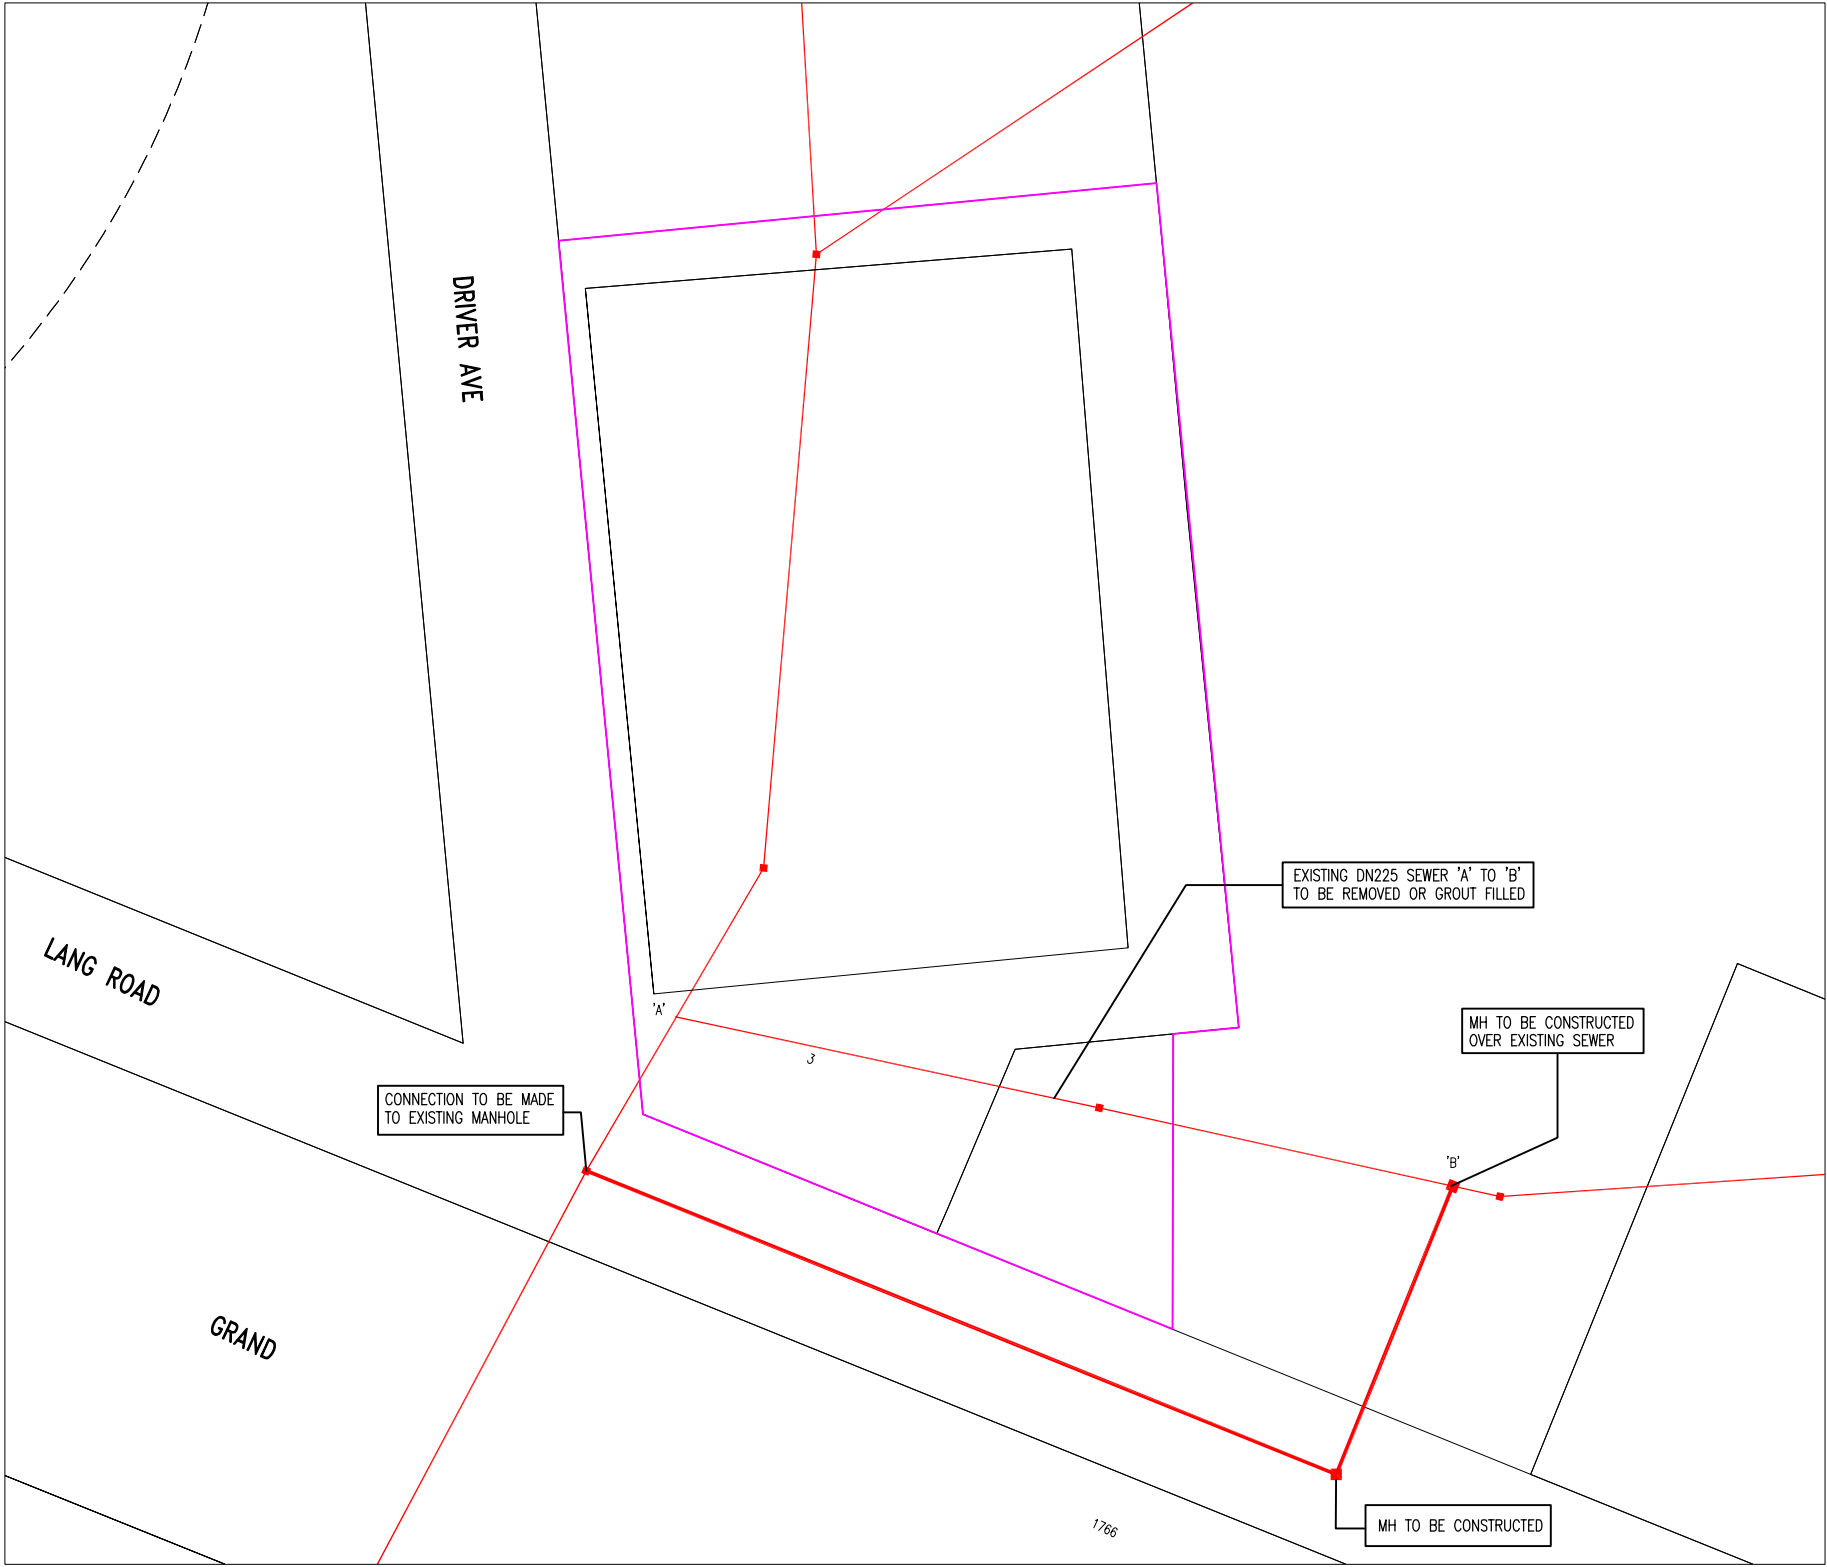 DRIVER AVE
EXISTING DN225 SEWER 'A' TO 'B'
TO BE REMOVED OR GROUT FILLED
LANG ROAD
'A'
MH TO BE CONSTRUCTED
OVER EXISTING SEWER
3
CONNECTION TO BE MADE
TO EXISTING MANHOLE
'B'
GRAND
1766
MH TO BE CONSTRUCTED